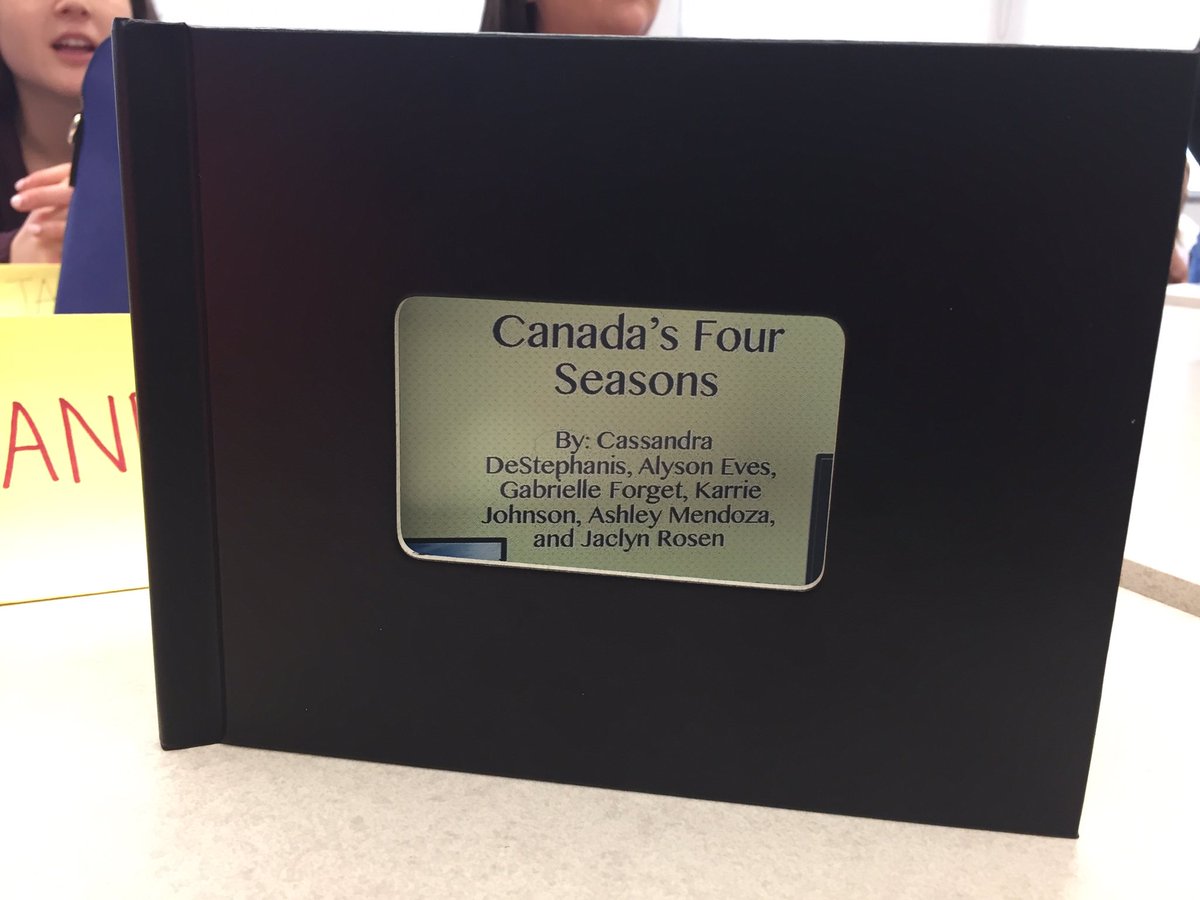 Canada's Four
Seasons
By: Cassandra
DeStephanis, Alyson Eves,
Gabrielle Forget, Karrie
Johnson, Ashley Mendoza,
and Jaclyn Rosen